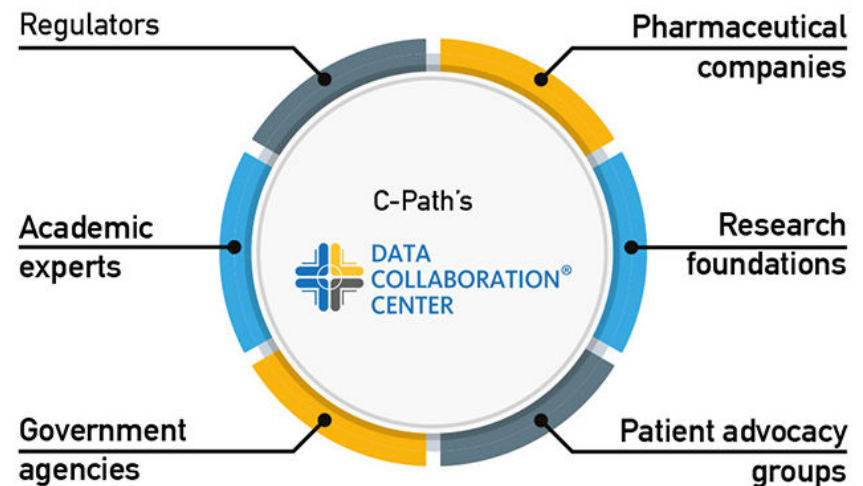 Regulators
Pharmaceutical
companies
C-Path's
DATA
COLLABORATION®
CENTER
Academic
experts
Research
foundations
Government
agencies
Patient advocacy
groups